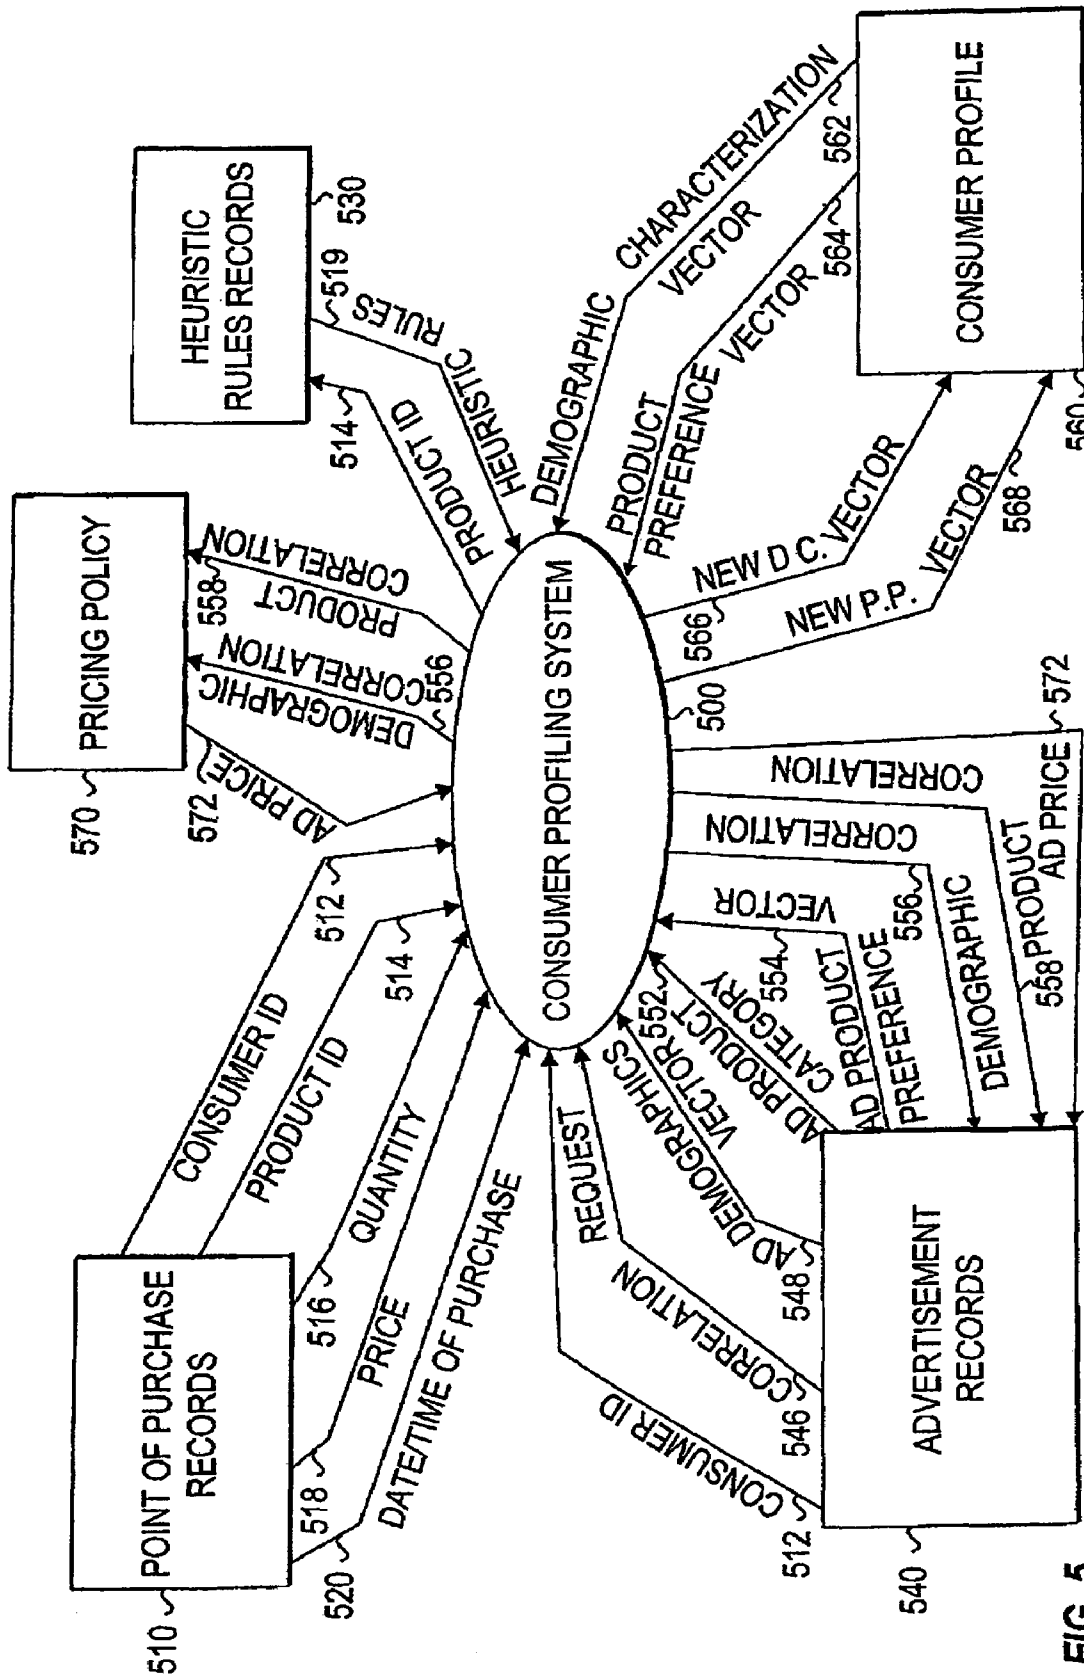 510
POINT OF PURCHASE
RECORDS
CONSUMER ID
512
PRODUCT ID
514
516
QUANTITY
518
PRICE
520
DATE/TIME OF PURCHASE
570
PRICING POLICY
572
AD PRICE
DEMOGRAPHIC
CORRELATION
556
PRODUCT
CORRELATION
558
HEURISTIC
RULES RECORDS
530
514
PRODUCT ID
519
HEURISTIC RULES
CONSUMER PROFILING SYSTEM
500
DEMOGRAPHIC CHARACTERIZATION
VECTOR
562
PRODUCT
PREFERENCE VECTOR
564
NEW D C. VECTOR
566
NEW P.P. VECTOR
568
CONSUMER PROFILE
560
512
CONSUMER ID
546
CORRELATION REQUEST
548
AD DEMOGRAPHICS
VECTOR
552
AD PRODUCT
CATEGORY
554
AD PRODUCT
PREFERENCE
VECTOR
556
DEMOGRAPHIC CORRELATION
558
PRODUCT CORRELATION
AD PRICE
572
540
ADVERTISEMENT
RECORDS
FIG. 5